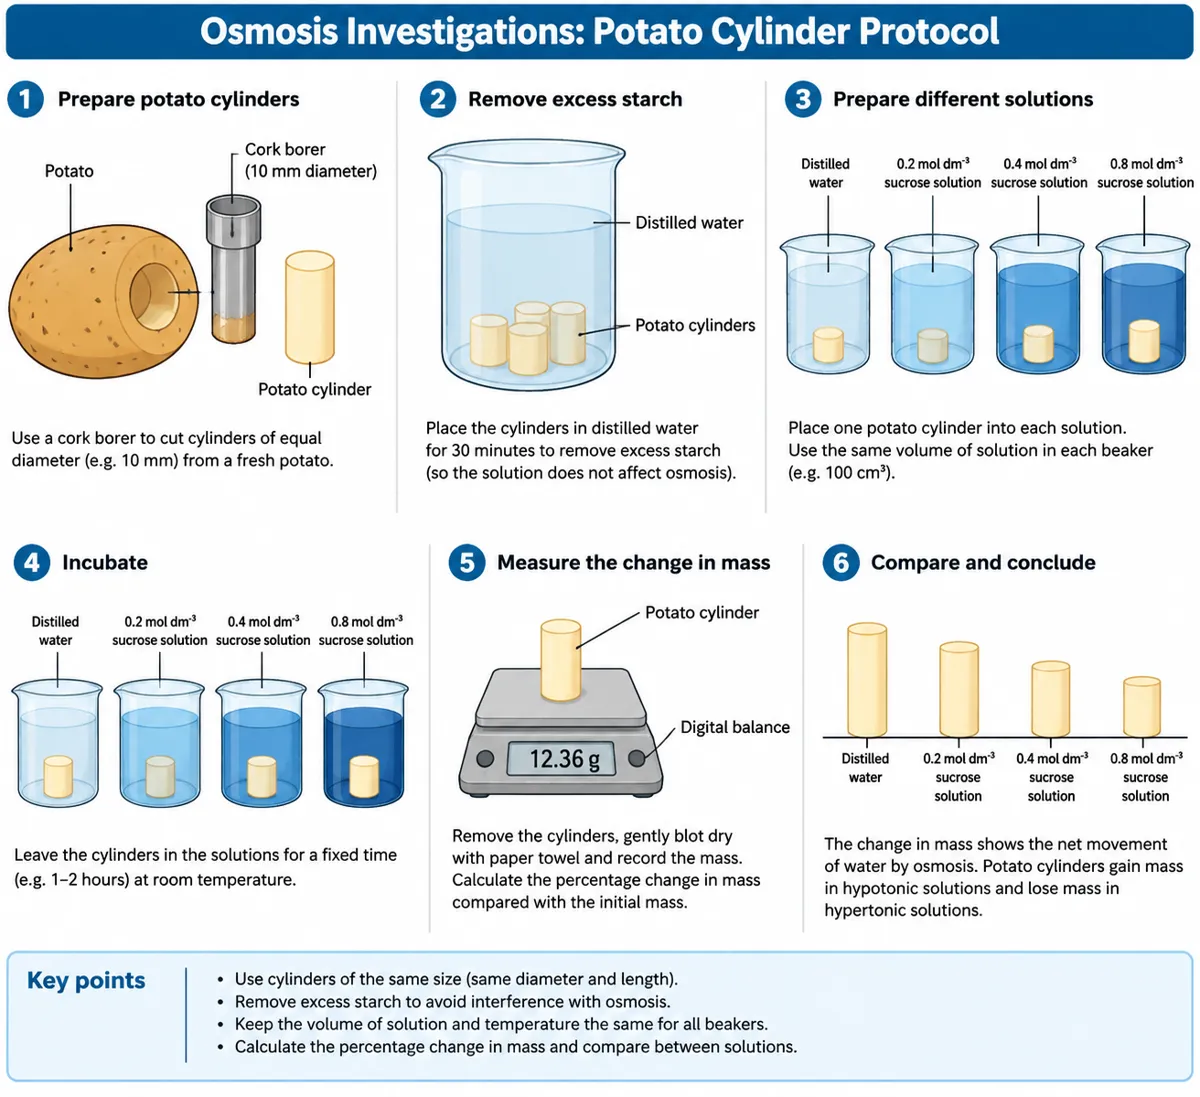 Osmosis Investigations: Potato Cylinder Protocol
1 Prepare potato cylinders
Potato
Cork borer
(10 mm diameter)
Potato cylinder
Use a cork borer to cut cylinders of equal
diameter (e.g. 10 mm) from a fresh potato.
2 Remove excess starch
Distilled water
Potato cylinders
Place the cylinders in distilled water
for 30 minutes to remove excess starch
(so the solution does not affect osmosis).
3 Prepare different solutions
Distilled
water
0.2 mol dm⁻³
sucrose solution
0.4 mol dm⁻³
sucrose solution
0.8 mol dm⁻³
sucrose solution
Place one potato cylinder into each solution.
Use the same volume of solution in each beaker
(e.g. 100 cm³).
4 Incubate
Distilled
water
0.2 mol dm⁻³
sucrose solution
0.4 mol dm⁻³
sucrose solution
0.8 mol dm⁻³
sucrose solution
Leave the cylinders in the solutions for a fixed time
(e.g. 1–2 hours) at room temperature.
5 Measure the change in mass
Potato cylinder
Digital balance
12.36 g
Remove the cylinders, gently blot dry
with paper towel and record the mass.
Calculate the percentage change in mass
compared with the initial mass.
6 Compare and conclude
Distilled
water
0.2 mol dm⁻³
sucrose
solution
0.4 mol dm⁻³
sucrose
solution
0.8 mol dm⁻³
sucrose
solution
The change in mass shows the net movement
of water by osmosis. Potato cylinders gain mass
in hypotonic solutions and lose mass in
hypertonic solutions.
Key points
• Use cylinders of the same size (same diameter and length).
• Remove excess starch to avoid interference with osmosis.
• Keep the volume of solution and temperature the same for all beakers.
• Calculate the percentage change in mass and compare between solutions.